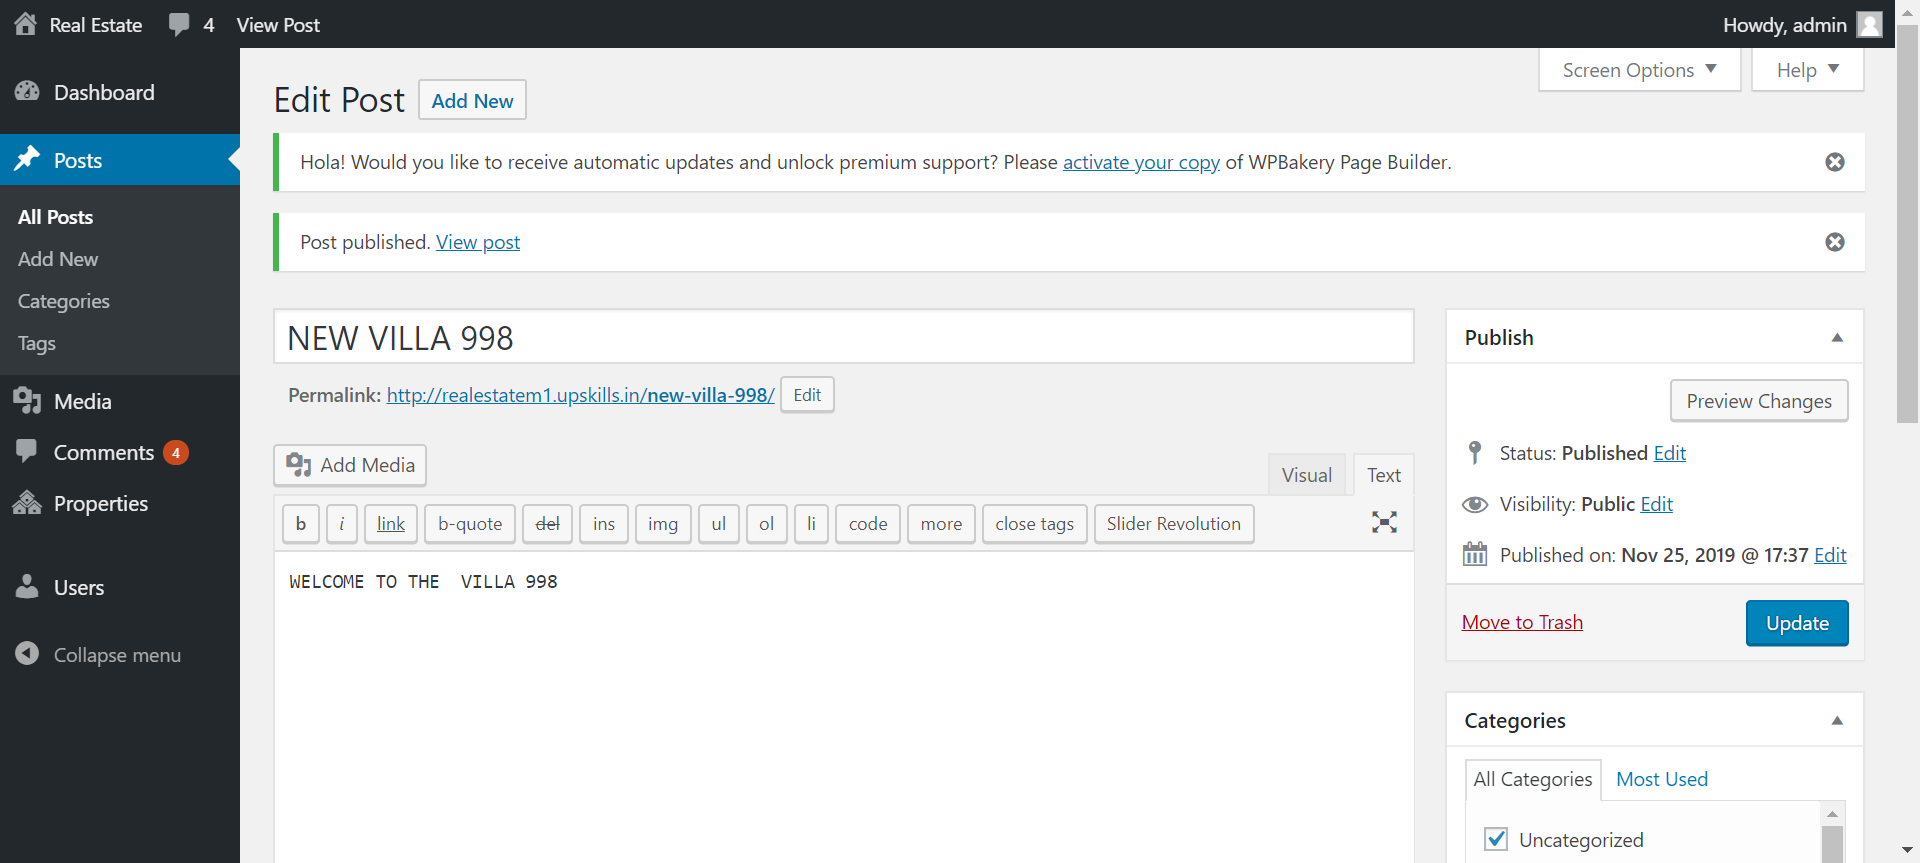 Real Estate 4 View Post Howdy, admin
Screen Options Help
Dashboard
Posts
All Posts
Add New
Categories
Tags
Media
Comments 4
Properties
Users
Collapse menu
Edit Post Add New
Hola! Would you like to receive automatic updates and unlock premium support? Please activate your copy of WPBakery Page Builder.
Post published. View post
NEW VILLA 998
Permalink: http://realestatem1.upskills.in/new-villa-998/ Edit
Add Media
Visual Text
b i link b-quote del ins img ul ol li code more close tags Slider Revolution
WELCOME TO THE  VILLA 998
Publish
Preview Changes
Status: Published Edit
Visibility: Public Edit
Published on: Nov 25, 2019 @ 17:37 Edit
Move to Trash Update
Categories
All Categories Most Used
Uncategorized